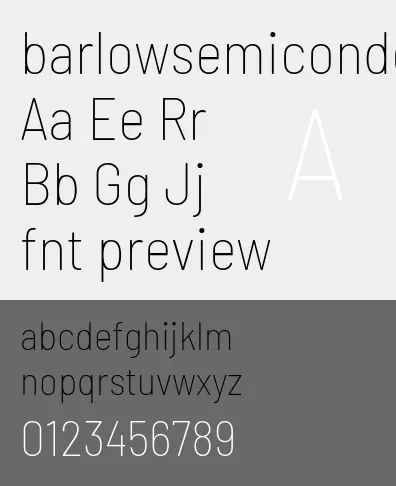 barlowsemicond
Aa Ee Rr
A
Bb Gg Jj
fnt preview
abcdefghijklm
nopqrstuvwxyz
0123456789